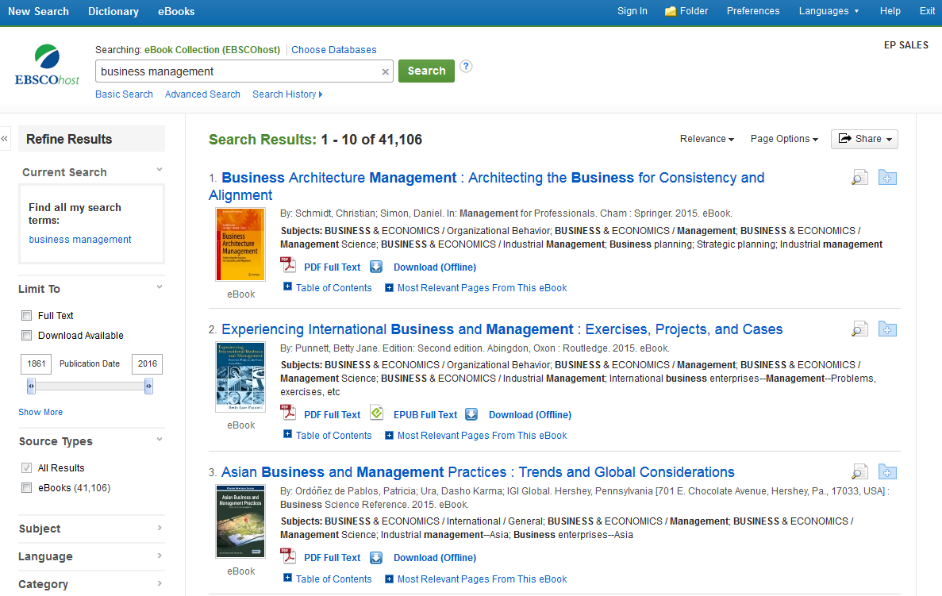 New Search Dictionary eBooks Sign In Folder Preferences Languages Help Exit
Searching: eBook Collection (EBSCOhost) Choose Databases
EP SALES
EBSCOhost
business management × Search ?
Basic Search Advanced Search Search History
«
Refine Results
Current Search
Find all my search
terms:
business management
Limit To
Full Text
Download Available
1861 Publication Date 2016
Show More
Source Types
All Results
eBooks (41,106)
Subject
Language
Category
Search Results: 1 - 10 of 41,106
Relevance Page Options Share
1. Business Architecture Management : Architecting the Business for Consistency and
Alignment
By: Schmidt, Christian; Simon, Daniel. In: Management for Professionals. Cham : Springer. 2015. eBook.
Subjects: BUSINESS & ECONOMICS / Organizational Behavior; BUSINESS & ECONOMICS / Management; BUSINESS & ECONOMICS /
Management Science; BUSINESS & ECONOMICS / Industrial Management; Business planning; Strategic planning; Industrial management
Business
Architecture
Management
PDF Full Text Download (Offline)
eBook
Table of Contents Most Relevant Pages From This eBook
2. Experiencing International Business and Management : Exercises, Projects, and Cases
By: Punnett, Betty Jane. Edition: Second edition. Abingdon, Oxon : Routledge. 2015. eBook.
Subjects: BUSINESS & ECONOMICS / Organizational Behavior; BUSINESS & ECONOMICS / Management; BUSINESS & ECONOMICS /
Management Science; BUSINESS & ECONOMICS / Industrial Management; International business enterprises--Management--Problems,
exercises, etc
PDF Full Text EPUB Full Text Download (Offline)
eBook
Table of Contents Most Relevant Pages From This eBook
3. Asian Business and Management Practices : Trends and Global Considerations
By: Ordóñez de Pablos, Patricia; Ura, Dasho Karma; IGI Global. Hershey, Pennsylvania [701 E. Chocolate Avenue, Hershey, Pa., 17033, USA] :
Business Science Reference. 2015. eBook.
Subjects: BUSINESS & ECONOMICS / International / General; BUSINESS & ECONOMICS / Management; BUSINESS & ECONOMICS /
Management Science; Industrial management--Asia; Business enterprises--Asia
Asian Business and
Management Practices
PDF Full Text Download (Offline)
eBook
Table of Contents Most Relevant Pages From This eBook